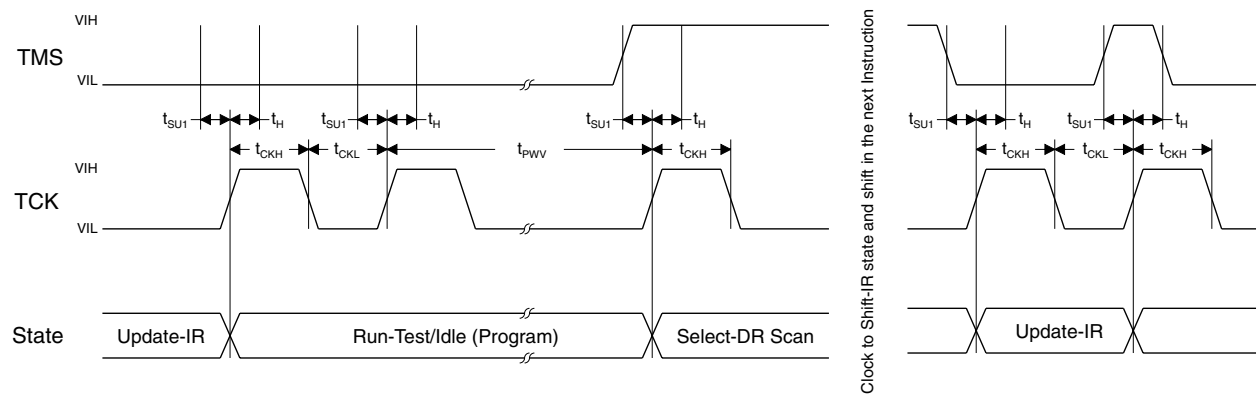 VIH
TMS
VIL
tSU1 tH tSU1 tH tSU1 tH tSU1 tH tSU1 tH
tCKH tCKL tPWV tCKH tCKH tCKL tCKH
VIH
TCK
VIL
State Update-IR Run-Test/Idle (Program) Select-DR Scan Update-IR
Clock to Shift-IR state and shift in the next Instruction